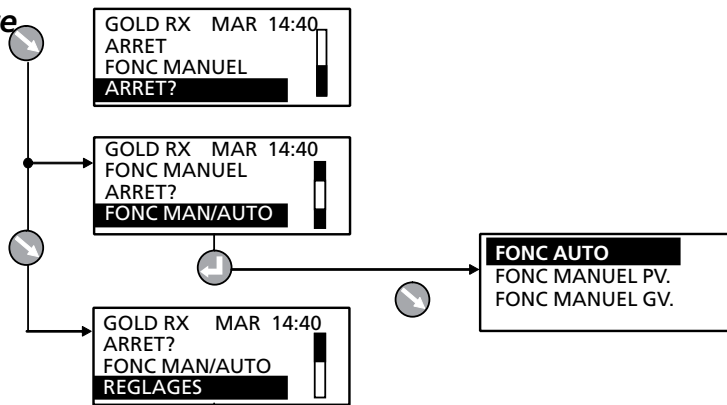 GOLD RX MAR 14:40
ARRET
FONC MANUEL
ARRET?
GOLD RX MAR 14:40
FONC MANUEL
ARRET?
FONC MAN/AUTO
FONC AUTO
FONC MANUEL PV.
FONC MANUEL GV.
GOLD RX MAR 14:40
ARRET?
FONC MAN/AUTO
REGLAGES